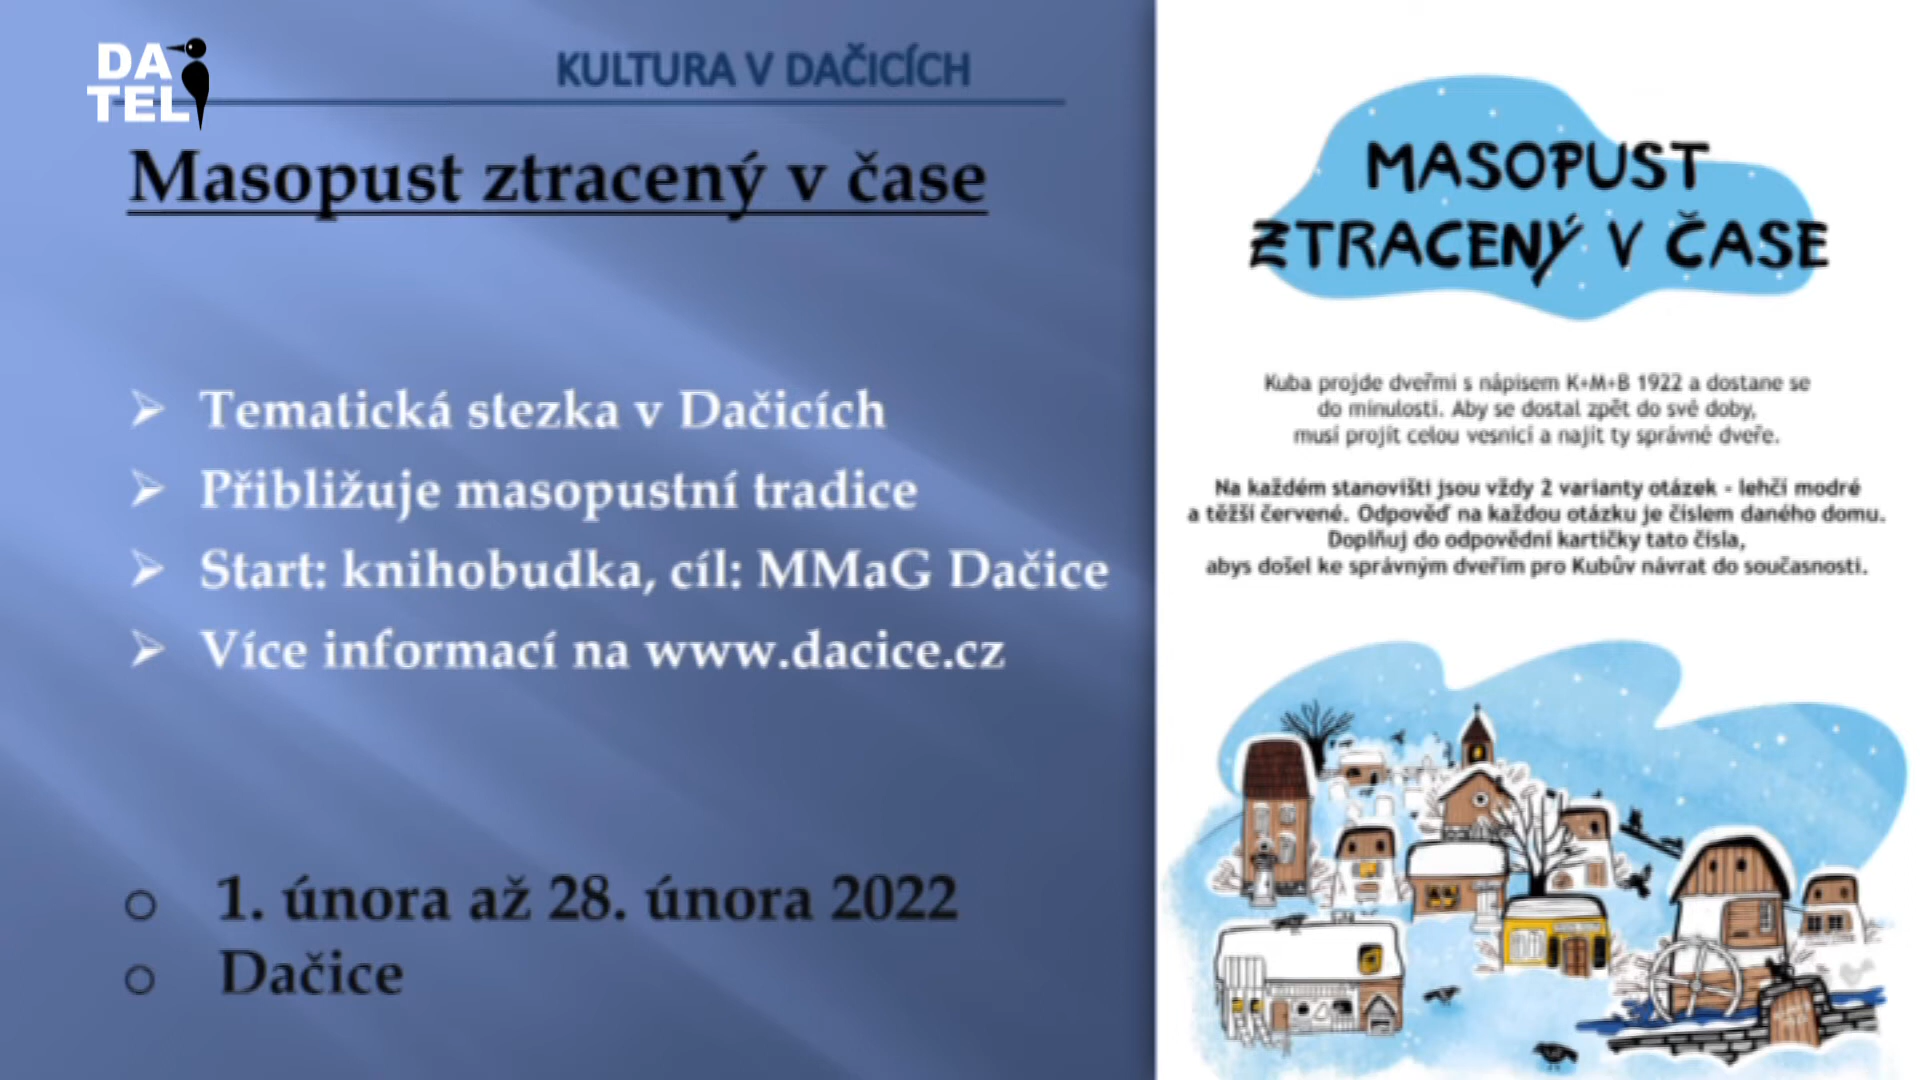 DA
TEL
KULTURA V DAČICÍCH
Masopust ztracený v čase
Tematická stezka v Dačicích
Přibližuje masopustní tradice
Start: knihobudka, cíl: MMaG Dačice
Více informací na www.dacice.cz
1. února až 28. února 2022
Dačice
MASOPUST
ZTRACENÝ V ČASE
Kuba projde dveřmi s nápisem K+M+B 1922 a dostane se
do minulosti. Aby se dostal zpět do své doby,
musí projít celou vesnicí a najít ty správné dveře.
Na každém stanovišti jsou vždy 2 varianty otázek - lehčí modré
a těžší červené. Odpověď na každou otázku je číslem daného domu.
Doplňuj do odpovědní kartičky tato čísla,
abys došel ke správným dveřím pro Kubův návrat do současnosti.